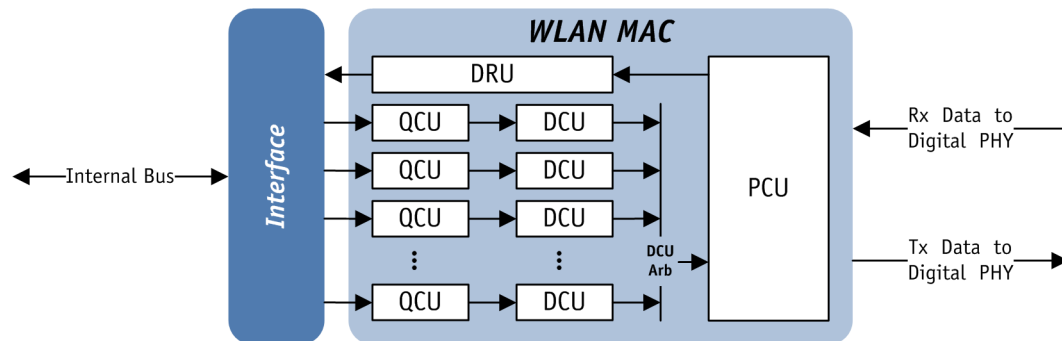 WLAN MAC
DRU
QCU DCU
QCU DCU
QCU DCU
QCU DCU
DCU
Arb
PCU
Interface
Internal Bus
Rx Data to
Digital PHY
Tx Data to
Digital PHY